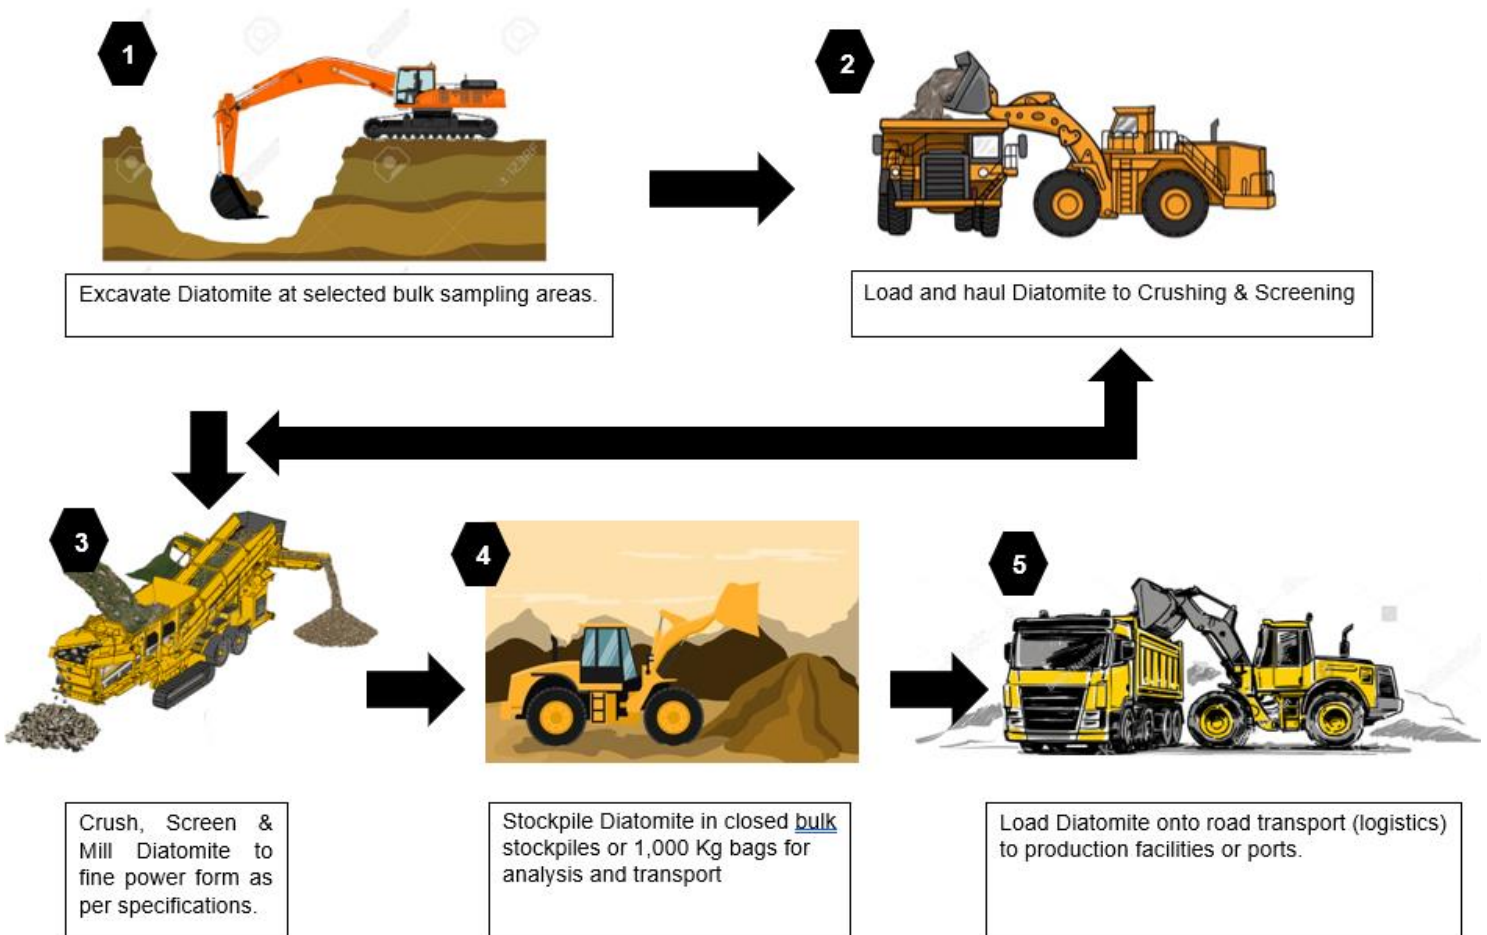 1
2
Excavate Diatomite at selected bulk sampling areas.
Load and haul Diatomite to Crushing & Screening
3
4
5
Crush, Screen &
Mill Diatomite to
fine power form as
per specifications.
Stockpile Diatomite in closed bulk
stockpiles or 1,000 Kg bags for
analysis and transport
Load Diatomite onto road transport (logistics)
to production facilities or ports.